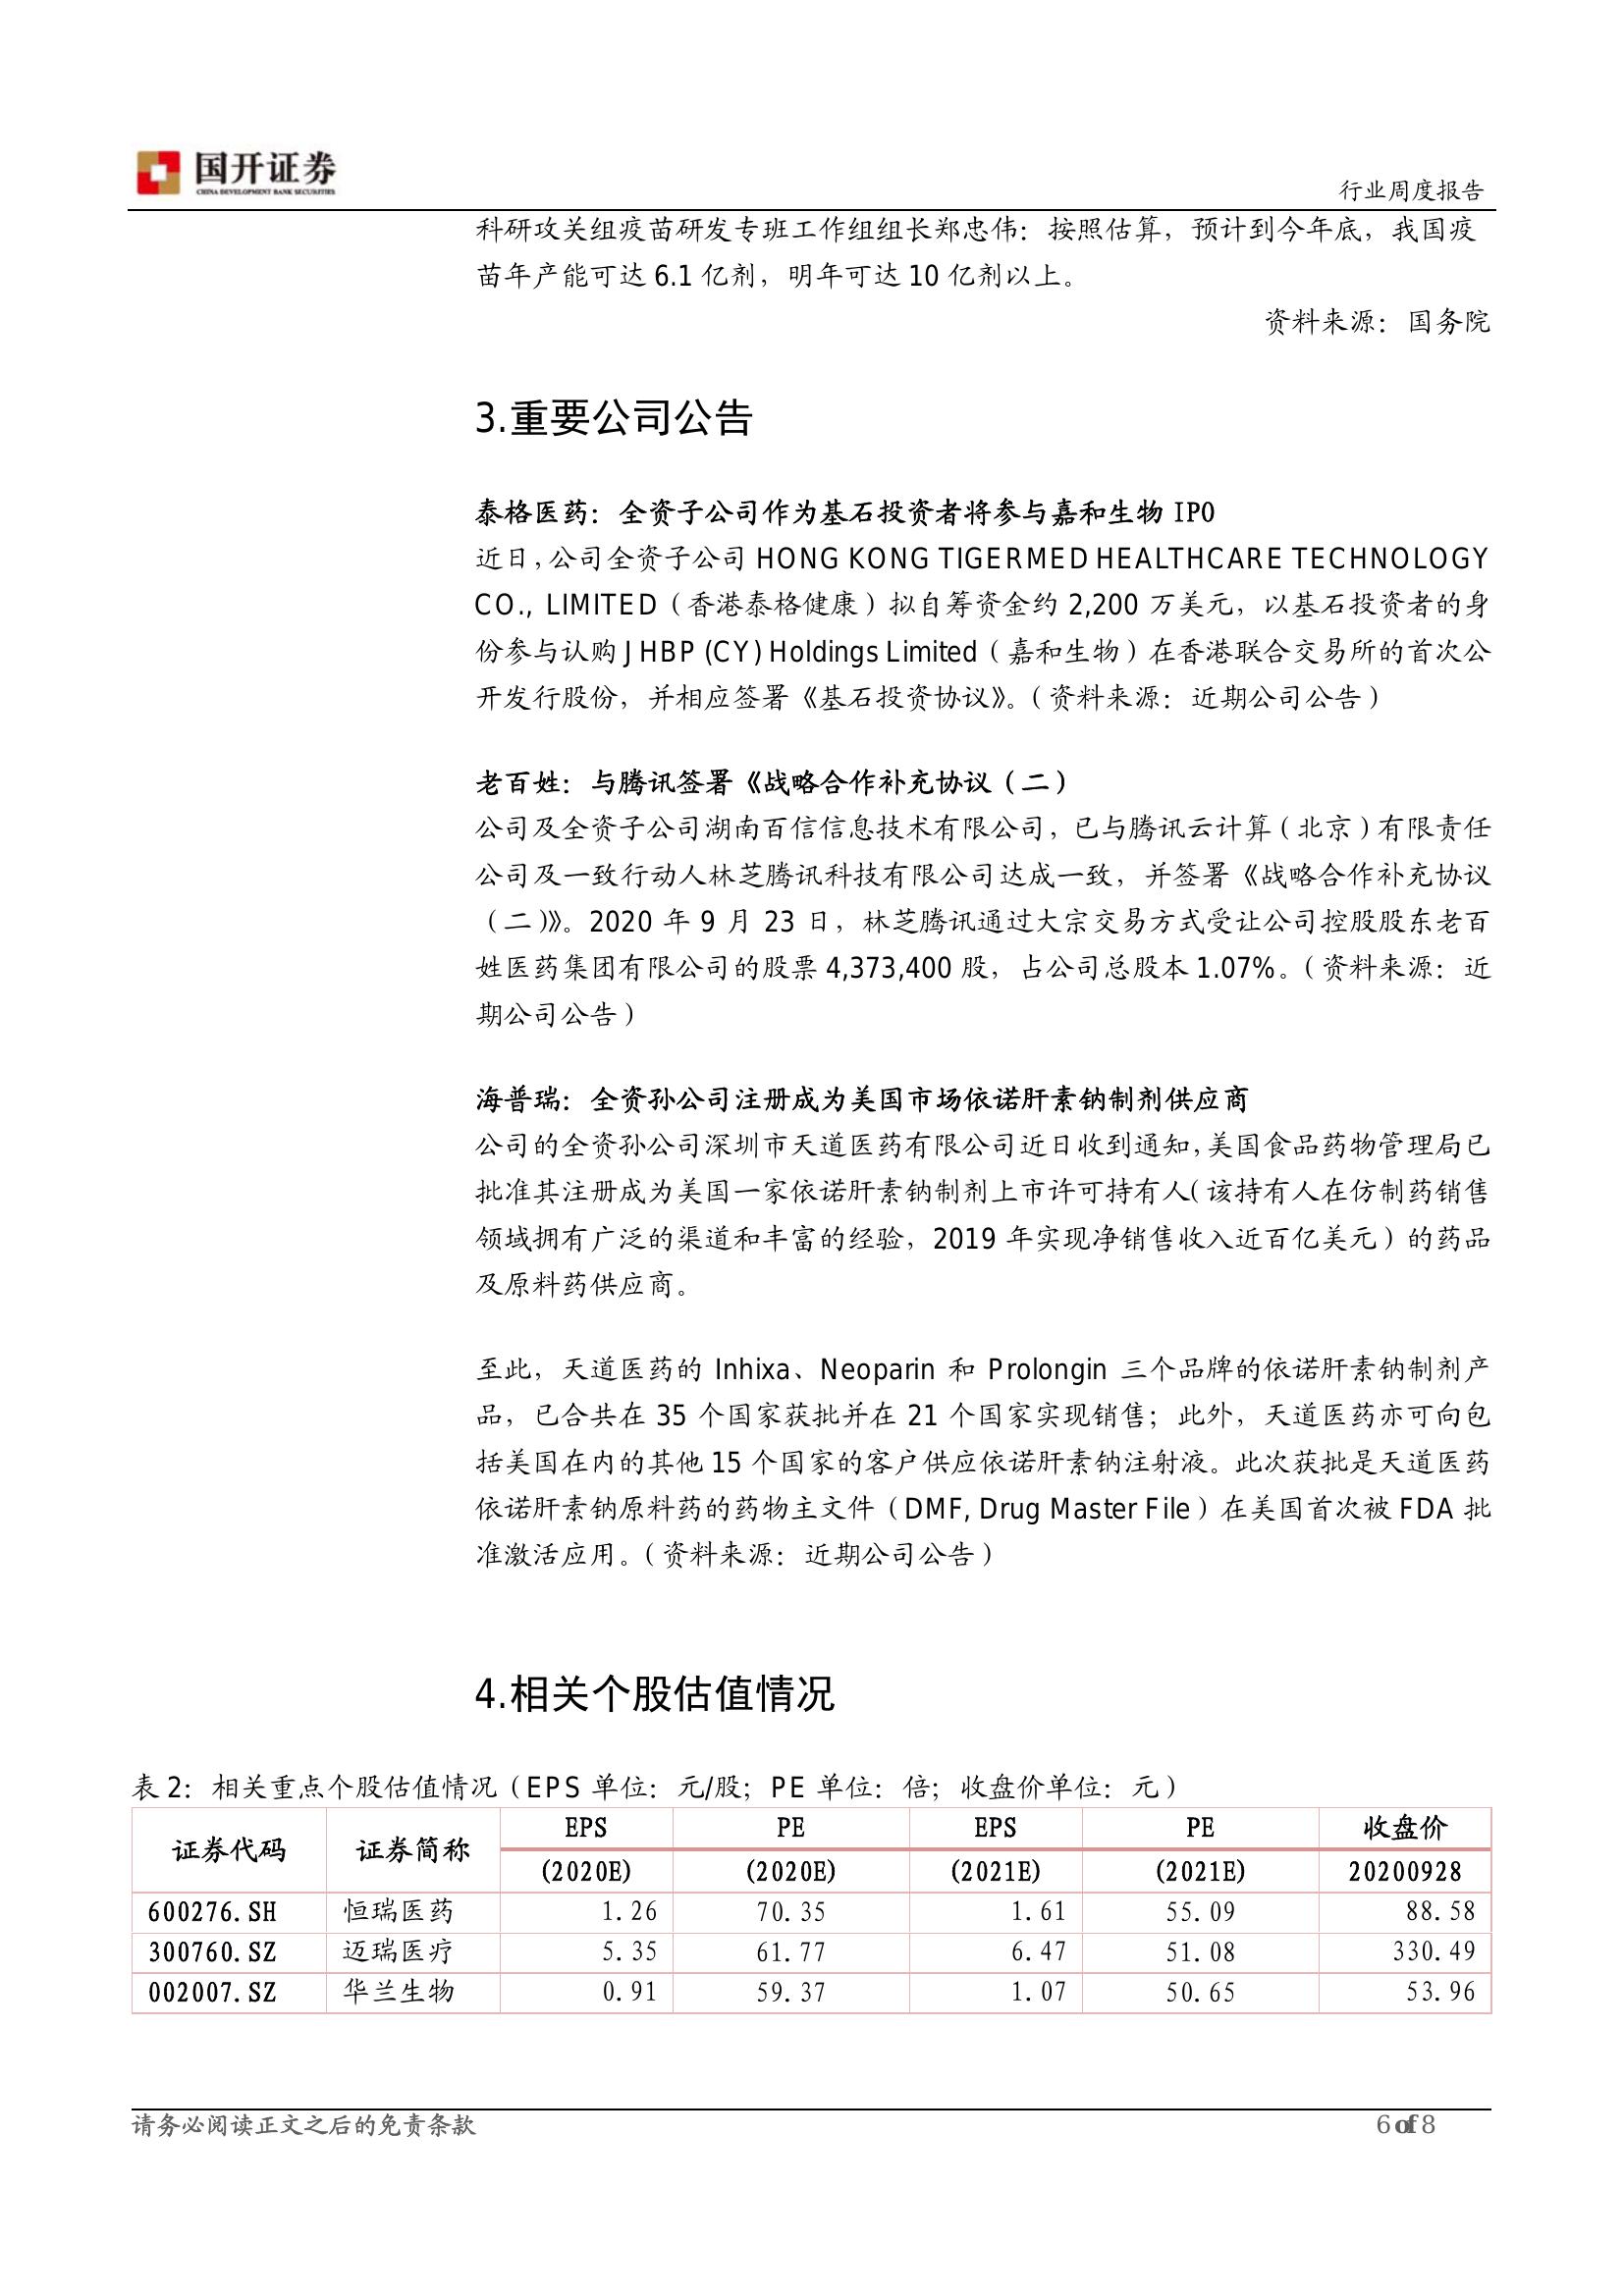 国开证券
CHINA DEVELOPMENT BANK SECURITIES
行业周度报告
科研攻关组疫苗研发专班工作组组长郑忠伟：按照估算，预计到今年底，我国疫
苗年产能可达 6.1 亿剂，明年可达 10 亿剂以上。
资料来源：国务院
3.重要公司公告
泰格医药：全资子公司作为基石投资者将参与嘉和生物 IPO
近日，公司全资子公司 HONG KONG TIGERMED HEALTHCARE TECHNOLOGY
CO., LIMITED（香港泰格健康）拟自筹资金约 2,200 万美元，以基石投资者的身
份参与认购 JHBP (CY) Holdings Limited（嘉和生物）在香港联合交易所的首次公
开发行股份，并相应签署《基石投资协议》。（资料来源：近期公司公告）
老百姓：与腾讯签署《战略合作补充协议（二）
公司及全资子公司湖南百信信息技术有限公司，已与腾讯云计算（北京）有限责任
公司及一致行动人林芝腾讯科技有限公司达成一致，并签署《战略合作补充协议
（二）》。2020 年 9 月 23 日，林芝腾讯通过大宗交易方式受让公司控股股东老百
姓医药集团有限公司的股票 4,373,400 股，占公司总股本 1.07%。（资料来源：近
期公司公告）
海普瑞：全资孙公司注册成为美国市场依诺肝素钠制剂供应商
公司的全资孙公司深圳市天道医药有限公司近日收到通知，美国食品药物管理局已
批准其注册成为美国一家依诺肝素钠制剂上市许可持有人（该持有人在仿制药销售
领域拥有广泛的渠道和丰富的经验，2019 年实现净销售收入近百亿美元）的药品
及原料药供应商。
至此，天道医药的 Inhixa、Neoparin 和 Prolongin 三个品牌的依诺肝素钠制剂产
品，已合共在 35 个国家获批并在 21 个国家实现销售；此外，天道医药亦可向包
括美国在内的其他 15 个国家的客户供应依诺肝素钠注射液。此次获批是天道医药
依诺肝素钠原料药的药物主文件（DMF, Drug Master File）在美国首次被 FDA 批
准激活应用。（资料来源：近期公司公告）
4.相关个股估值情况
表 2：相关重点个股估值情况（EPS 单位：元/股；PE 单位：倍；收盘价单位：元）
证券代码 证券简称 EPS PE EPS PE 收盘价
(2020E) (2020E) (2021E) (2021E) 20200928
600276.SH 恒瑞医药 1.26 70.35 1.61 55.09 88.58
300760.SZ 迈瑞医疗 5.35 61.77 6.47 51.08 330.49
002007.SZ 华兰生物 0.91 59.37 1.07 50.65 53.96
请务必阅读正文之后的免责条款
6 of 8